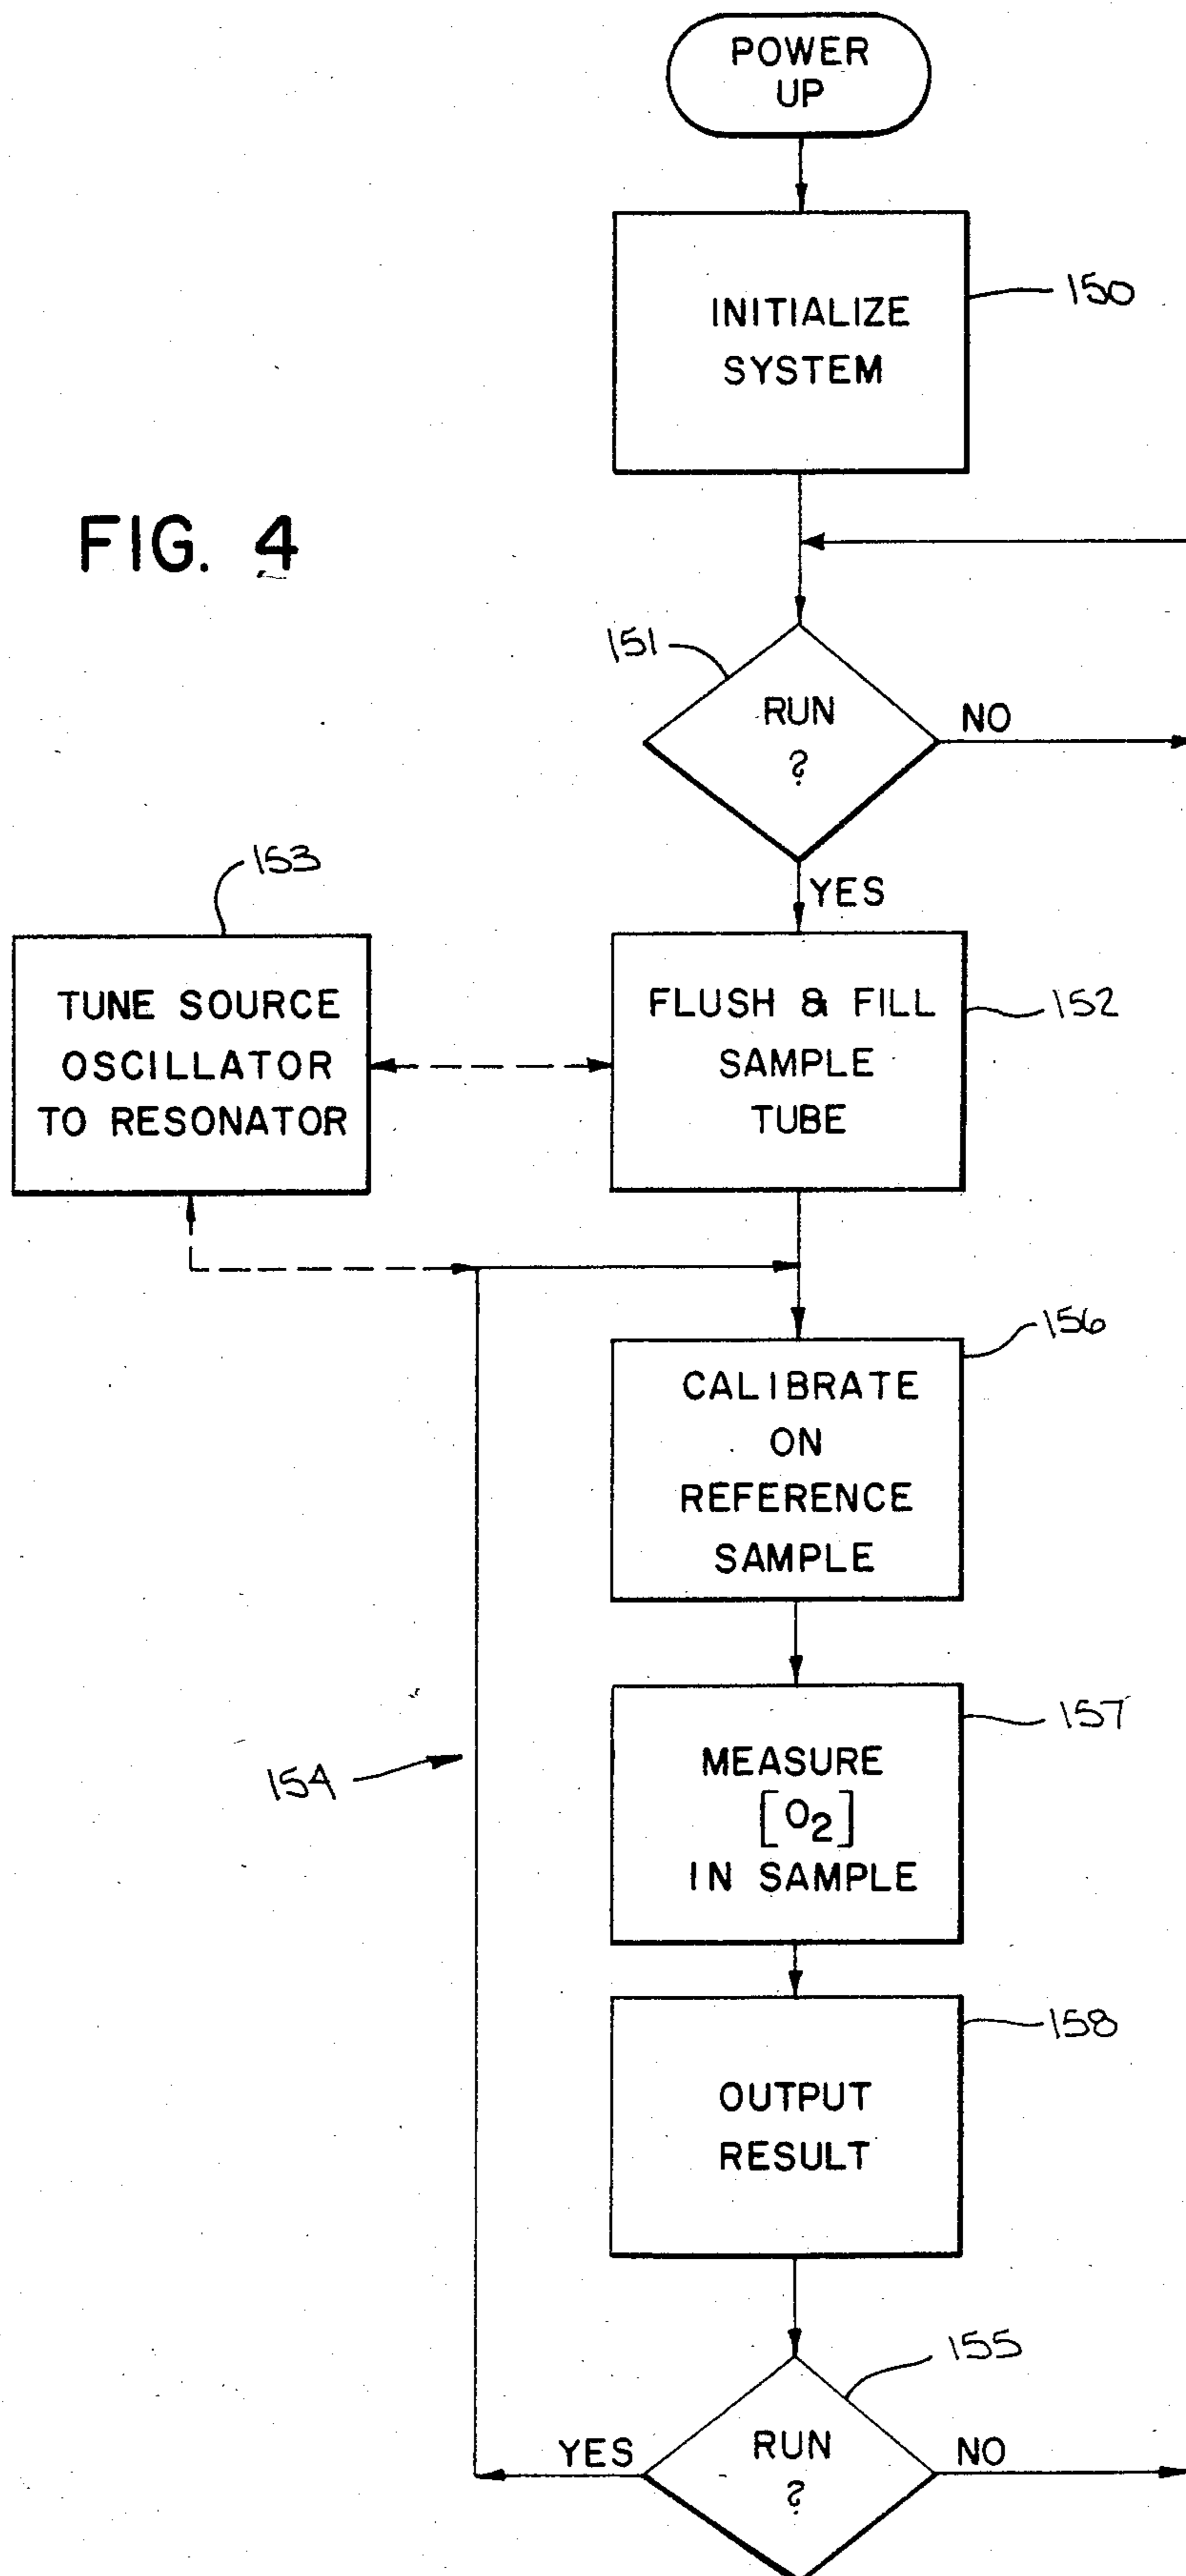 POWER
UP
INITIALIZE
SYSTEM
150
FIG. 4
151
RUN
?
NO
YES
153
TUNE SOURCE
OSCILLATOR
TO RESONATOR
FLUSH & FILL
SAMPLE
TUBE
152
156
CALIBRATE
ON
REFERENCE
SAMPLE
157
MEASURE
[O₂]
IN SAMPLE
154
158
OUTPUT
RESULT
155
YES
RUN
?
NO